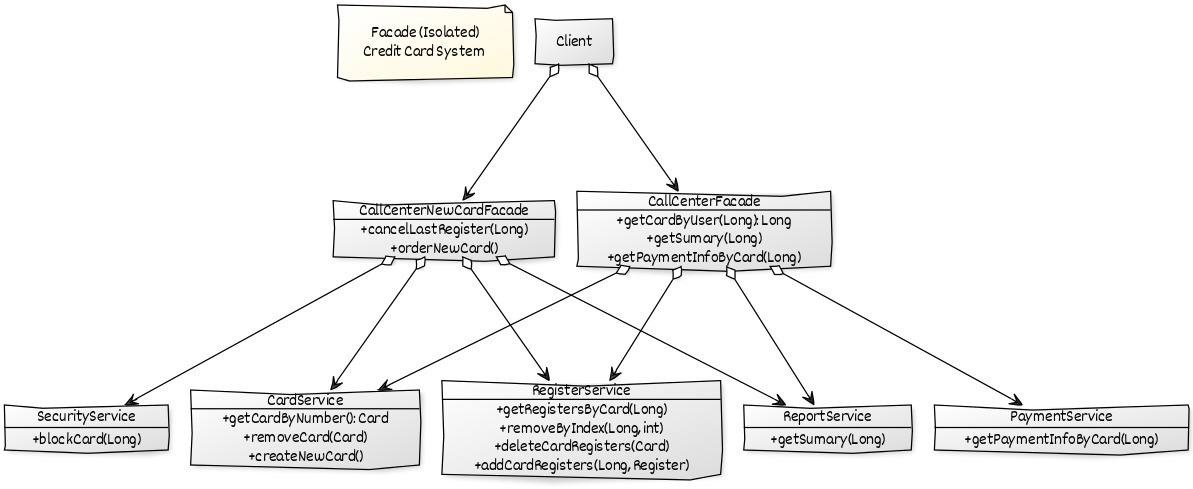 Facade (Isolated)
Credit Card System
Client
CallCenterNewCardFacade
+cancelLastRegister(Long)
+orderNewCard()
CallCenterFacade
+getCardByUser(Long): Long
+getSumary(Long)
+getPaymentInfoByCard(Long)
SecurityService
+blockCard(Long)
CardService
+getCardByNumber(): Card
+removeCard(Card)
+createNewCard()
RegisterService
+getRegistersByCard(Long)
+removeByIndex(Long, int)
+deleteCardRegisters(Card)
+addCardRegisters(Long, Register)
ReportService
+getSumary(Long)
PaymentService
+getPaymentInfoByCard(Long)